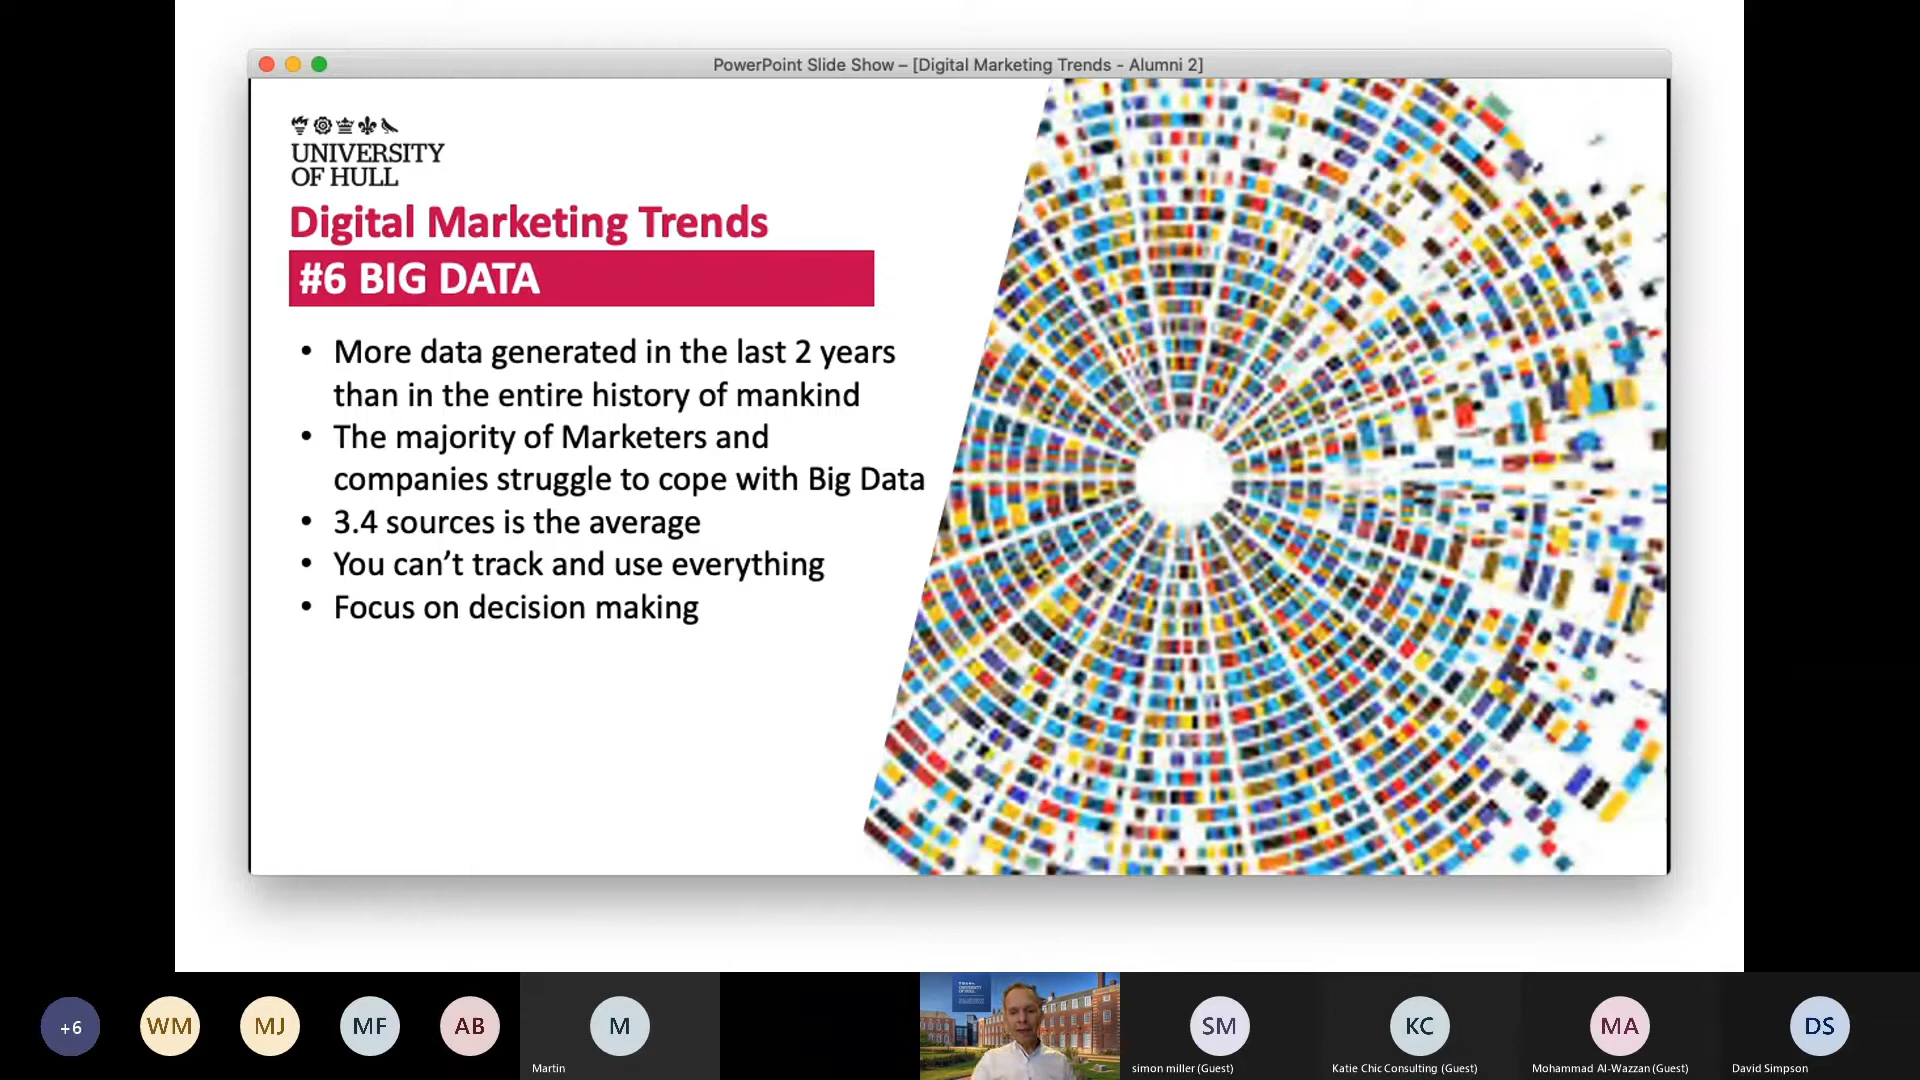 PowerPoint Slide Show – [Digital Marketing Trends - Alumni 2]
UNIVERSITY
OF HULL
Digital Marketing Trends
#6 BIG DATA
• More data generated in the last 2 years
than in the entire history of mankind
• The majority of Marketers and
companies struggle to cope with Big Data
• 3.4 sources is the average
• You can’t track and use everything
• Focus on decision making
+6
WM
MJ
MF
AB
M
Martin
UNIVERSITY
OF HULL
SM
simon miller (Guest)
KC
Katie Chic Consulting (Guest)
MA
Mohammad Al-Wazzan (Guest)
DS
David Simpson